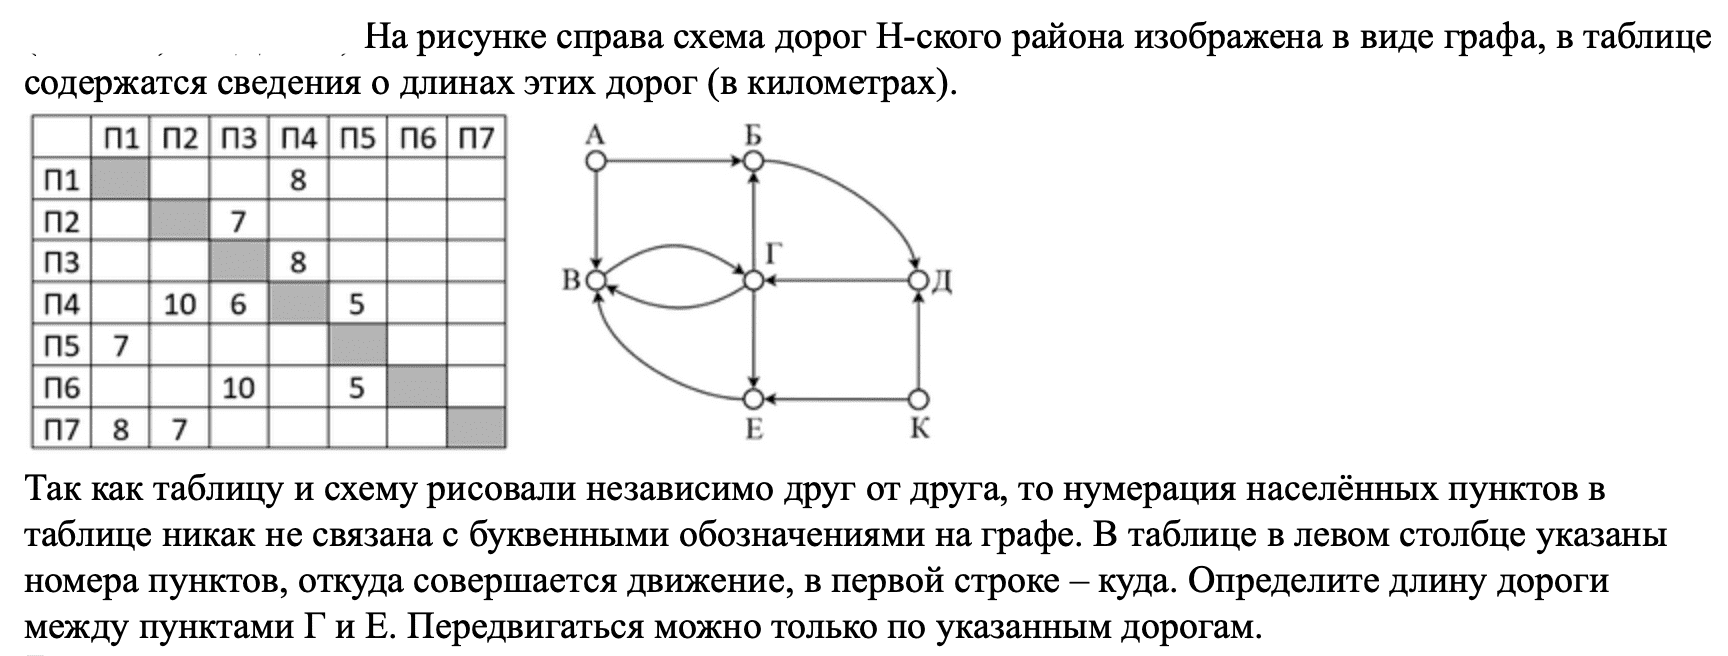 На рисунке справа схема дорог Н-ского района изображена в виде графа, в таблице
содержатся сведения о длинах этих дорог (в километрах).
П1 П2 П3 П4 П5 П6 П7
П1 8
П2 7
П3 8
П4 10 6 5
П5 7
П6 10 5
П7 8 7
А Б
Г
В Д
Е К
Так как таблицу и схему рисовали независимо друг от друга, то нумерация населённых пунктов в
таблице никак не связана с буквенными обозначениями на графе. В таблице в левом столбце указаны
номера пунктов, откуда совершается движение, в первой строке – куда. Определите длину дороги
между пунктами Г и Е. Передвигаться можно только по указанным дорогам.